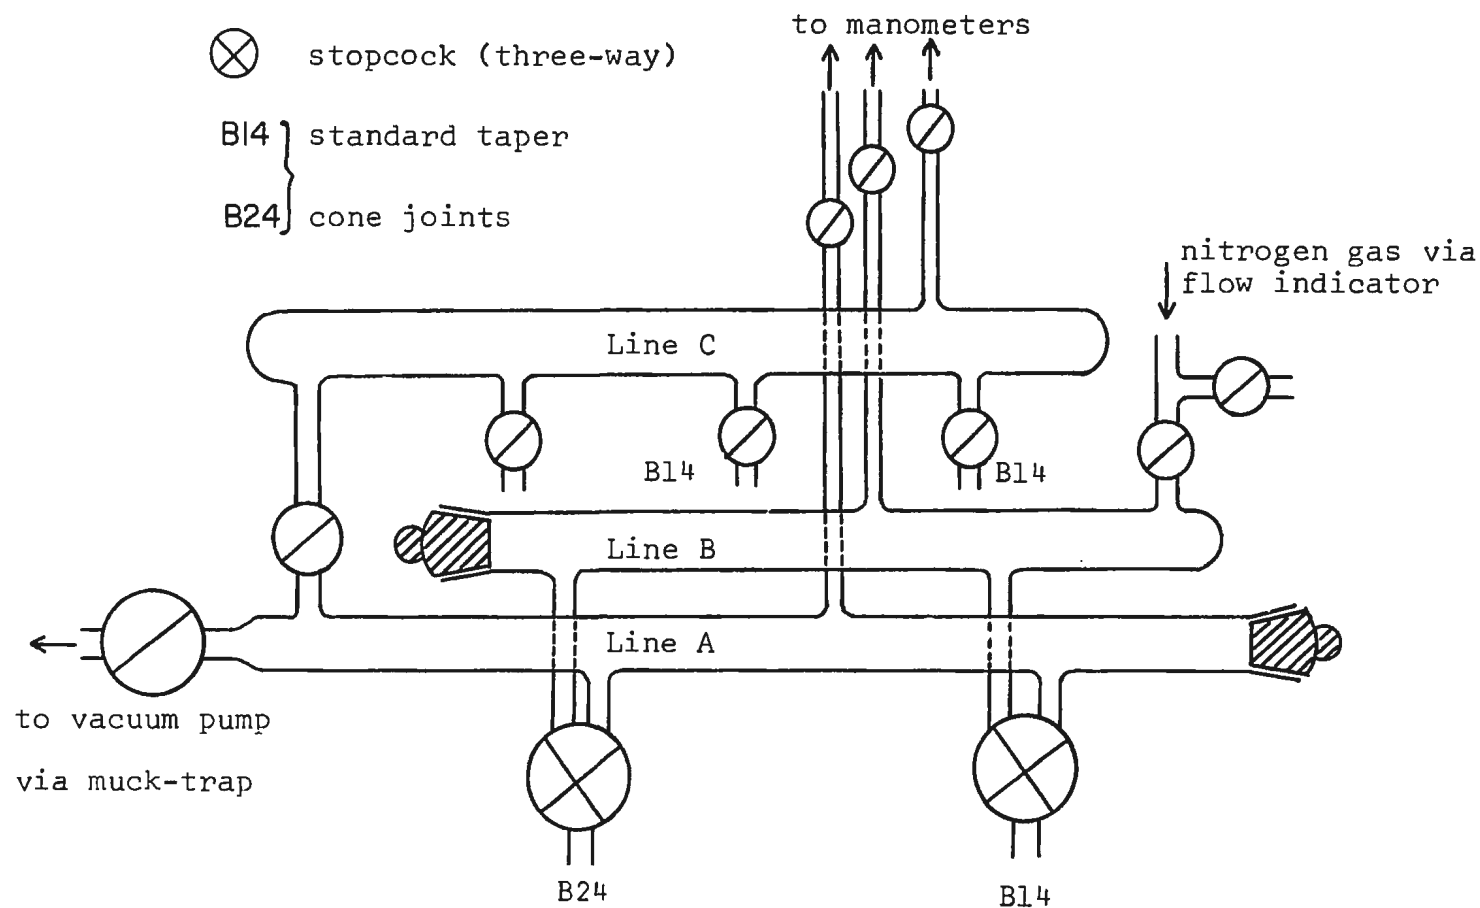 to manometers
stopcock (three-way)
B14 } standard taper
B24 } cone joints
nitrogen gas via
flow indicator
Line C
B14
B14
Line B
Line A
to vacuum pump
via muck-trap
B24
B14